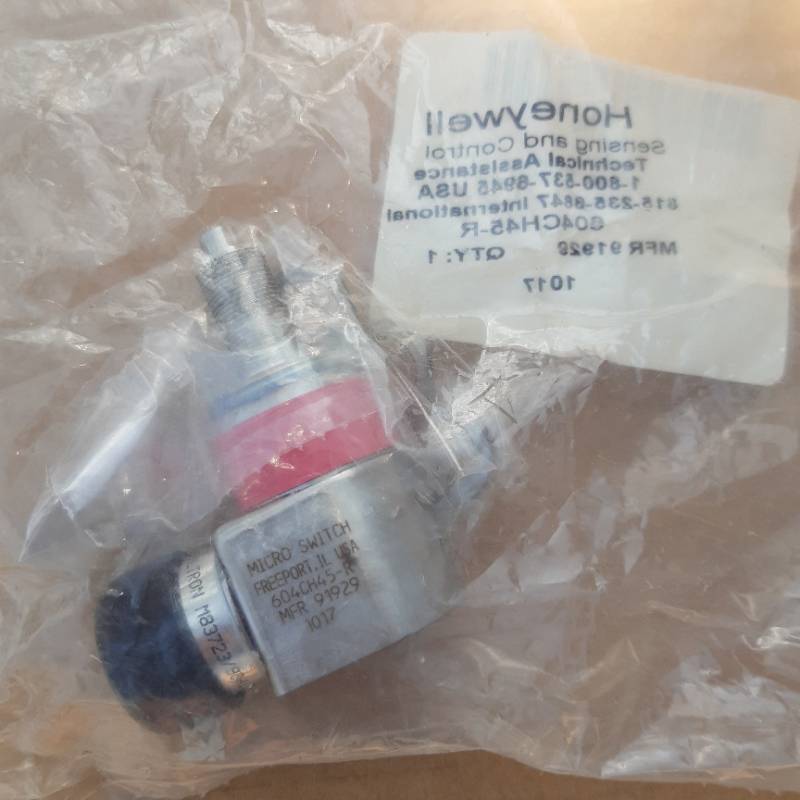 Honeywell
Sensing and Control
Technical Assistance
1-800-537-6945 USA
815-235-6847 International
604CH45-R
MFR 91929 QTY: 1
1017
MICRO SWITCH
FREEPORT, IL USA
604CH45-R
MFR 91929
1017
TRON M83723/